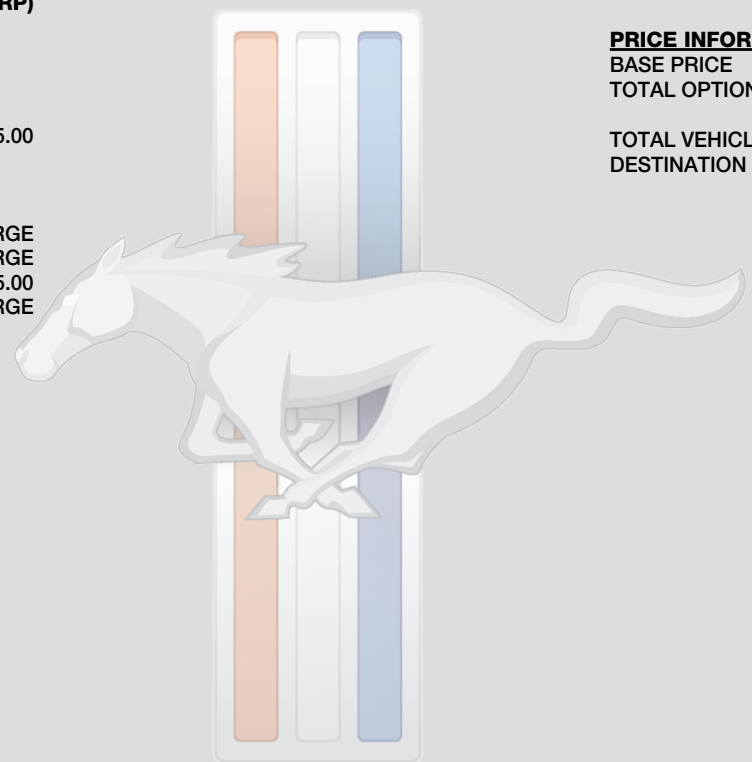 RP)
5.00
RGE
RGE
5.00
RGE
PRICE INFOR
BASE PRICE
TOTAL OPTION
TOTAL VEHICL
DESTINATION